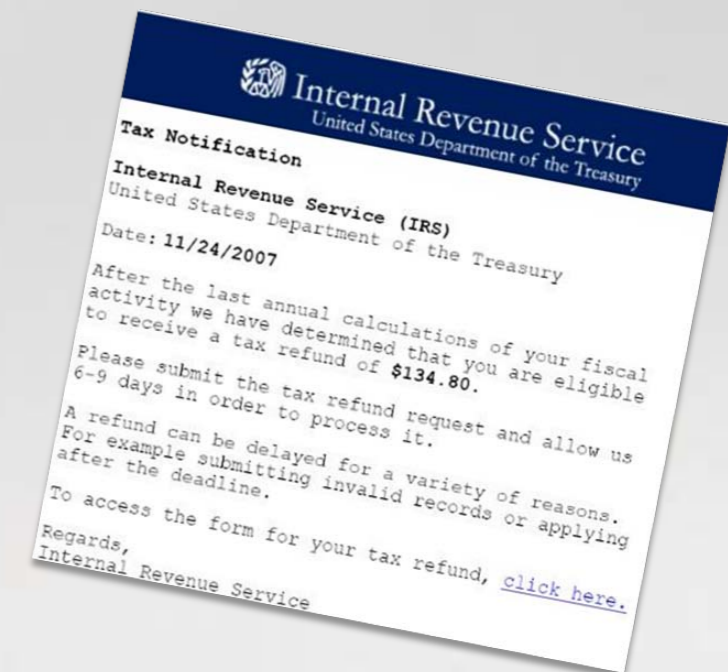 Internal Revenue Service
United States Department of the Treasury
Tax Notification
Internal Revenue Service (IRS)
United States Department of the Treasury
Date: 11/24/2007
After the last annual calculations of your fiscal
activity we have determined that you are eligible
to receive a tax refund of $134.80.
Please submit the tax refund request and allow us
6-9 days in order to process it.
A refund can be delayed for a variety of reasons.
For example submitting invalid records or applying
after the deadline.
To access the form for your tax refund, click here.
Regards,
Internal Revenue Service